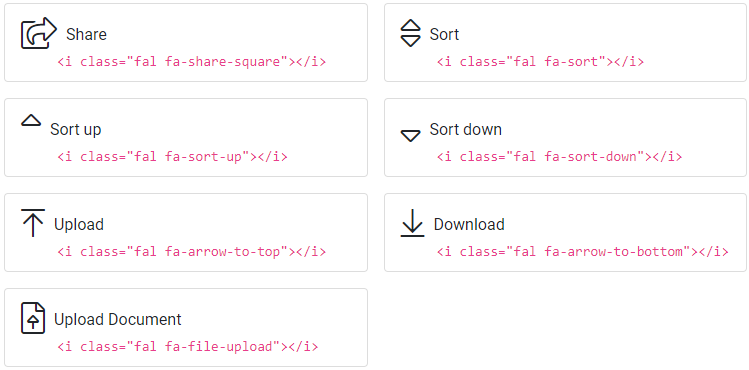 Share
<i class="fal fa-share-square"></i>
Sort
<i class="fal fa-sort"></i>
Sort up
<i class="fal fa-sort-up"></i>
Sort down
<i class="fal fa-sort-down"></i>
Upload
<i class="fal fa-arrow-to-top"></i>
Download
<i class="fal fa-arrow-to-bottom"></i>
Upload Document
<i class="fal fa-file-upload"></i>